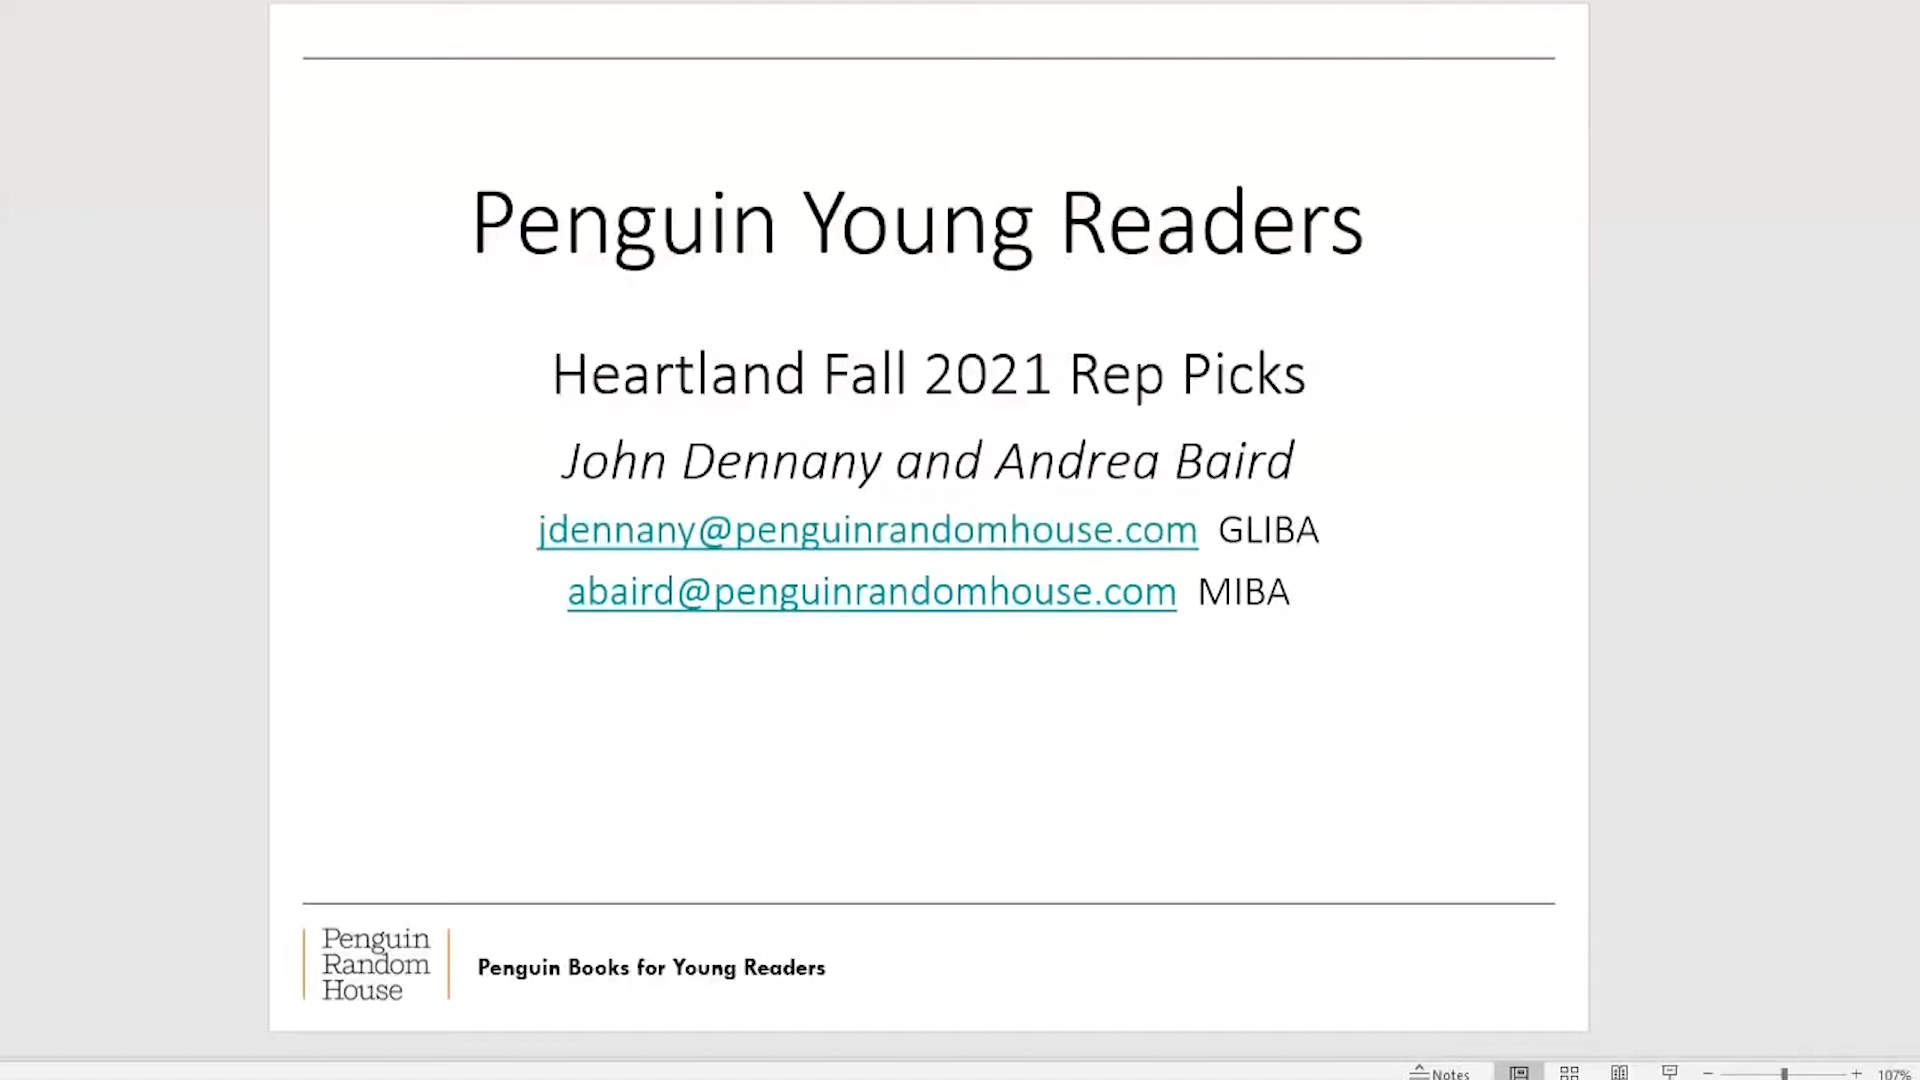 Penguin Young Readers
Heartland Fall 2021 Rep Picks
John Dennany and Andrea Baird
jdennany@penguinrandomhouse.com GLIBA
abaird@penguinrandomhouse.com MIBA
Penguin
Random
House
Penguin Books for Young Readers
Notes
107%